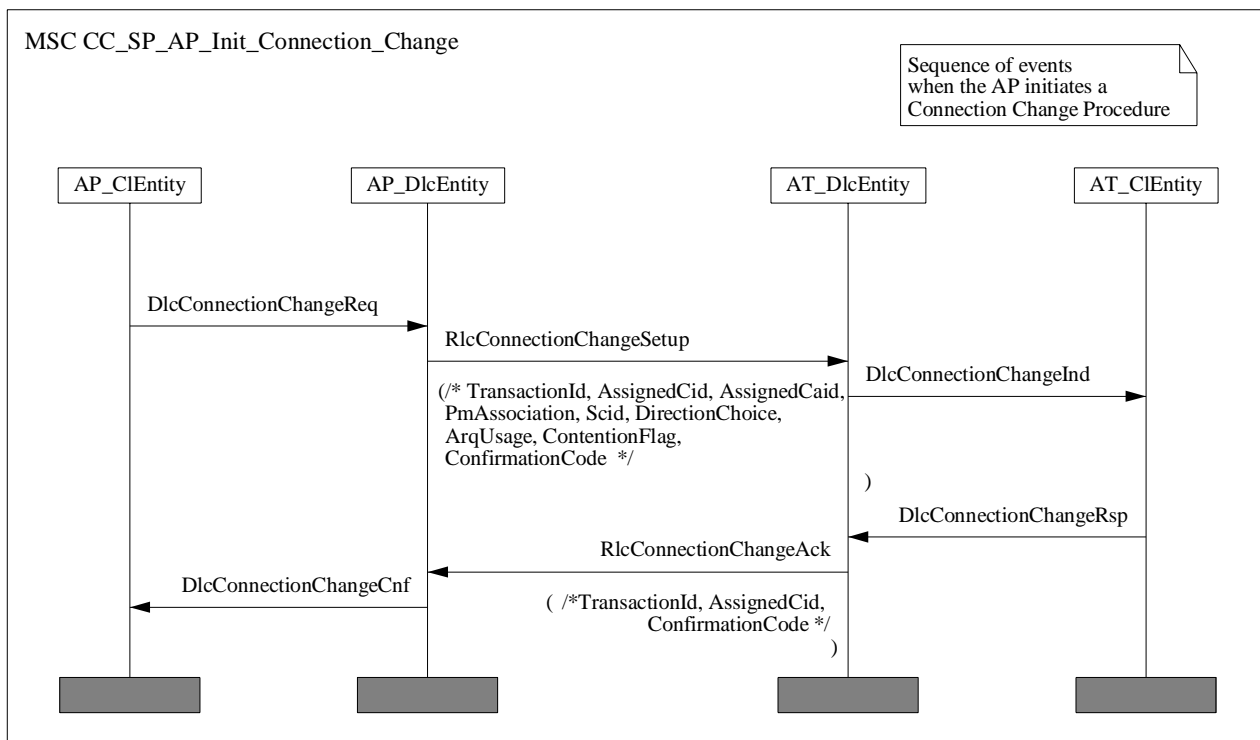 MSC CC_SP_AP_Init_Connection_Change
Sequence of events
when the AP initiates a
Connection Change Procedure
AP_ClEntity
AP_DlcEntity
AT_DlcEntity
AT_ClEntity
DlcConnectionChangeReq
RlcConnectionChangeSetup
DlcConnectionChangeInd
(/* TransactionId, AssignedCid, AssignedCaid,
PmAssociation, Scid, DirectionChoice,
ArqUsage, ContentionFlag,
ConfirmationCode */
)
DlcConnectionChangeRsp
RlcConnectionChangeAck
DlcConnectionChangeCnf
( /*TransactionId, AssignedCid,
ConfirmationCode */
)